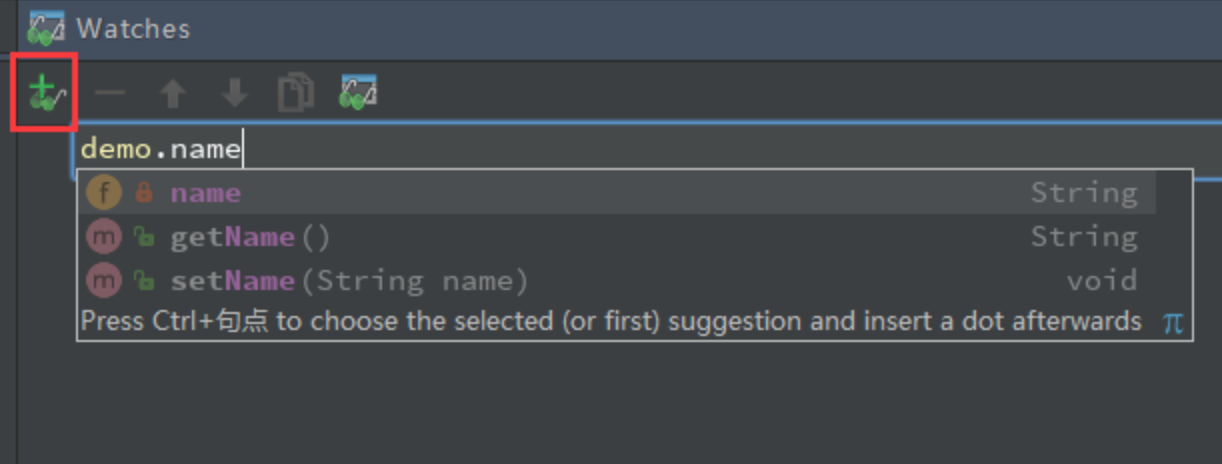 Watches
demo.name
f name String
m getName() String
m setName(String name) void
Press Ctrl+句点 to choose the selected (or first) suggestion and insert a dot afterwards π